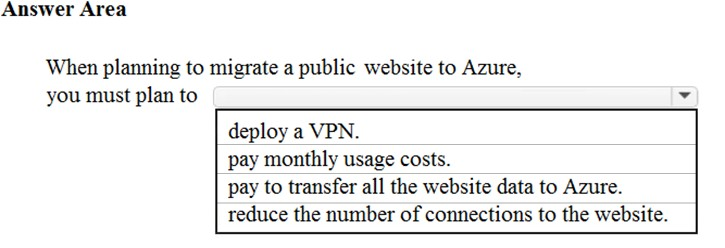 Answer Area
When planning to migrate a public website to Azure,
you must plan to
deploy a VPN.
pay monthly usage costs.
pay to transfer all the website data to Azure.
reduce the number of connections to the website.